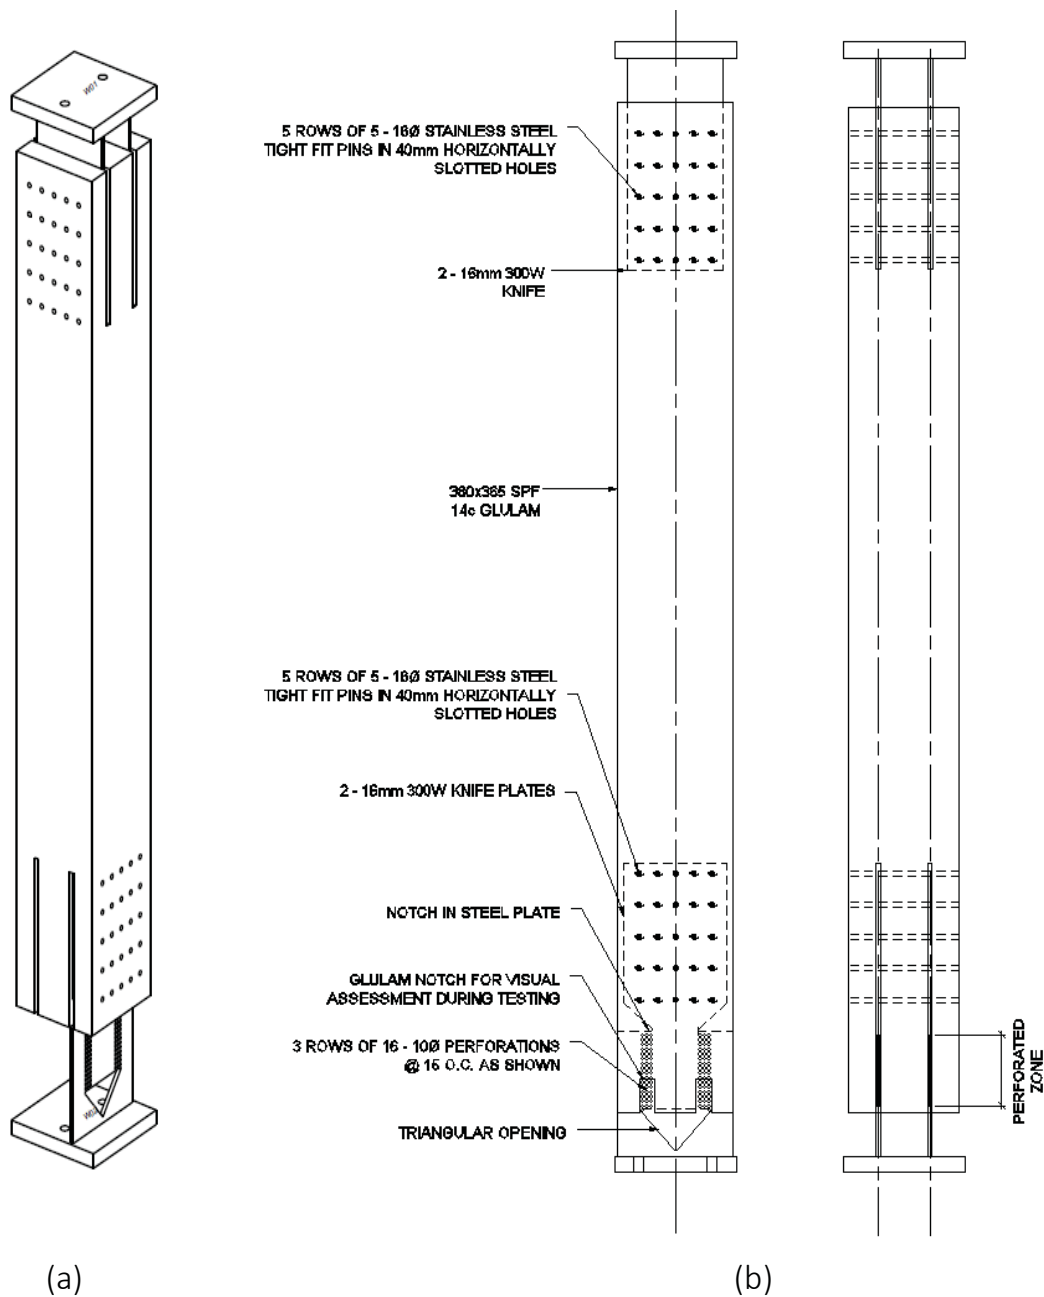 W01
5 ROWS OF 5 - 16Ø STAINLESS STEEL
TIGHT FIT PINS IN 40mm HORIZONTALLY
SLOTTED HOLES
2 - 16mm 300W
KNIFE
380x365 SPF
14c GLULAM
5 ROWS OF 5 - 16Ø STAINLESS STEEL
TIGHT FIT PINS IN 40mm HORIZONTALLY
SLOTTED HOLES
2 - 16mm 300W KNIFE PLATES
NOTCH IN STEEL PLATE
GLULAM NOTCH FOR VISUAL
ASSESSMENT DURING TESTING
3 ROWS OF 16 - 10Ø PERFORATIONS
@ 15 O.C. AS SHOWN
TRIANGULAR OPENING
PERFORATED
ZONE
(a)
(b)